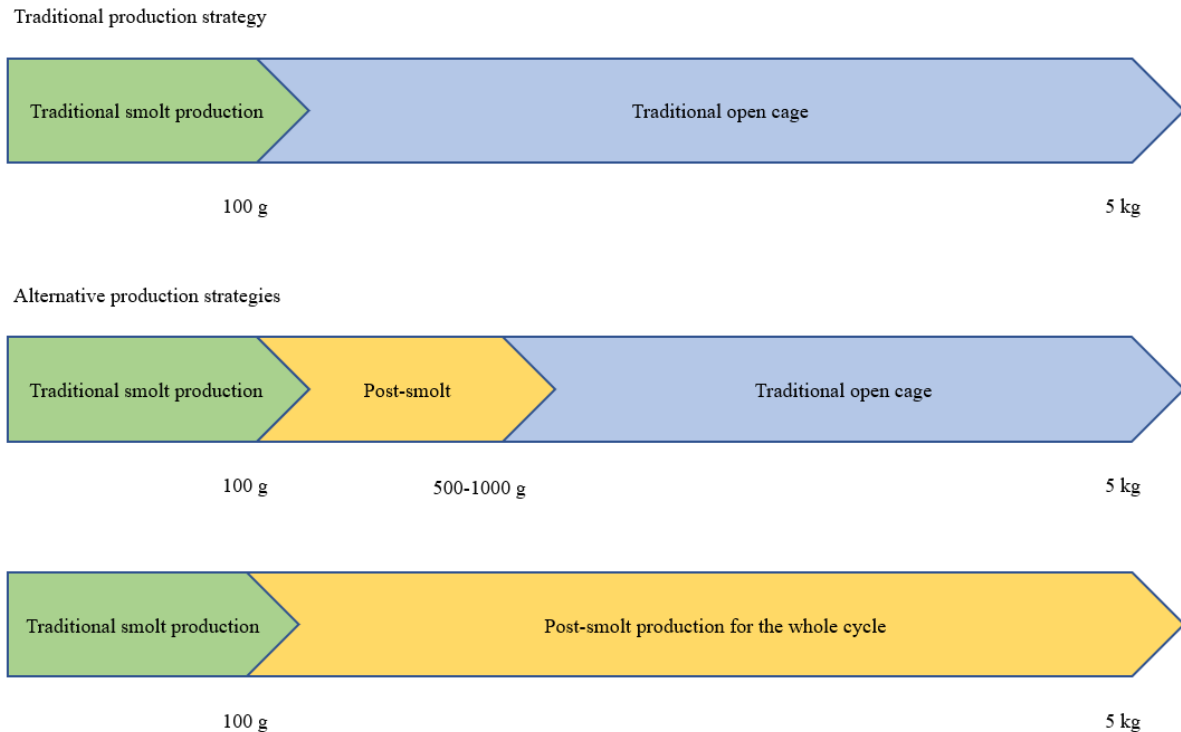 Traditional production strategy
Traditional smolt production
Traditional open cage
100 g
5 kg
Alternative production strategies
Traditional smolt production
Post-smolt
Traditional open cage
100 g
500-1000 g
5 kg
Traditional smolt production
Post-smolt production for the whole cycle
100 g
5 kg